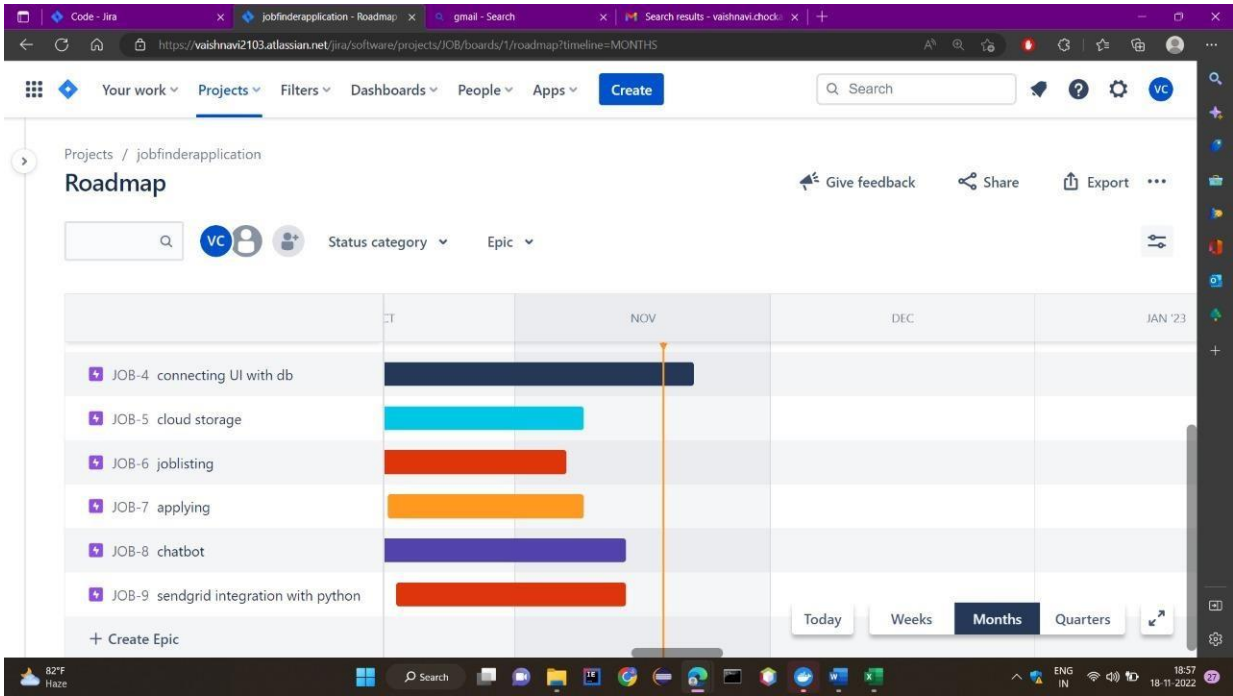 Code - Jira
jobfinderapplication - Roadmap
gmail - Search
Search results - vaishnavi.chocka
https://vaishnavi2103.atlassian.net/jira/software/projects/JOB/boards/1/roadmap?timeline=MONTHS
Your work Projects Filters Dashboards People Apps Create Search VC
Projects / jobfinderapplication
Roadmap
Give feedback Share Export
VC Status category Epic
CT NOV DEC JAN '23
JOB-4 connecting UI with db
JOB-5 cloud storage
JOB-6 joblisting
JOB-7 applying
JOB-8 chatbot
JOB-9 sendgrid integration with python
Today Weeks Months Quarters
+ Create Epic
82°F
Haze
Search
ENG
IN
18:57
18-11-2022
27